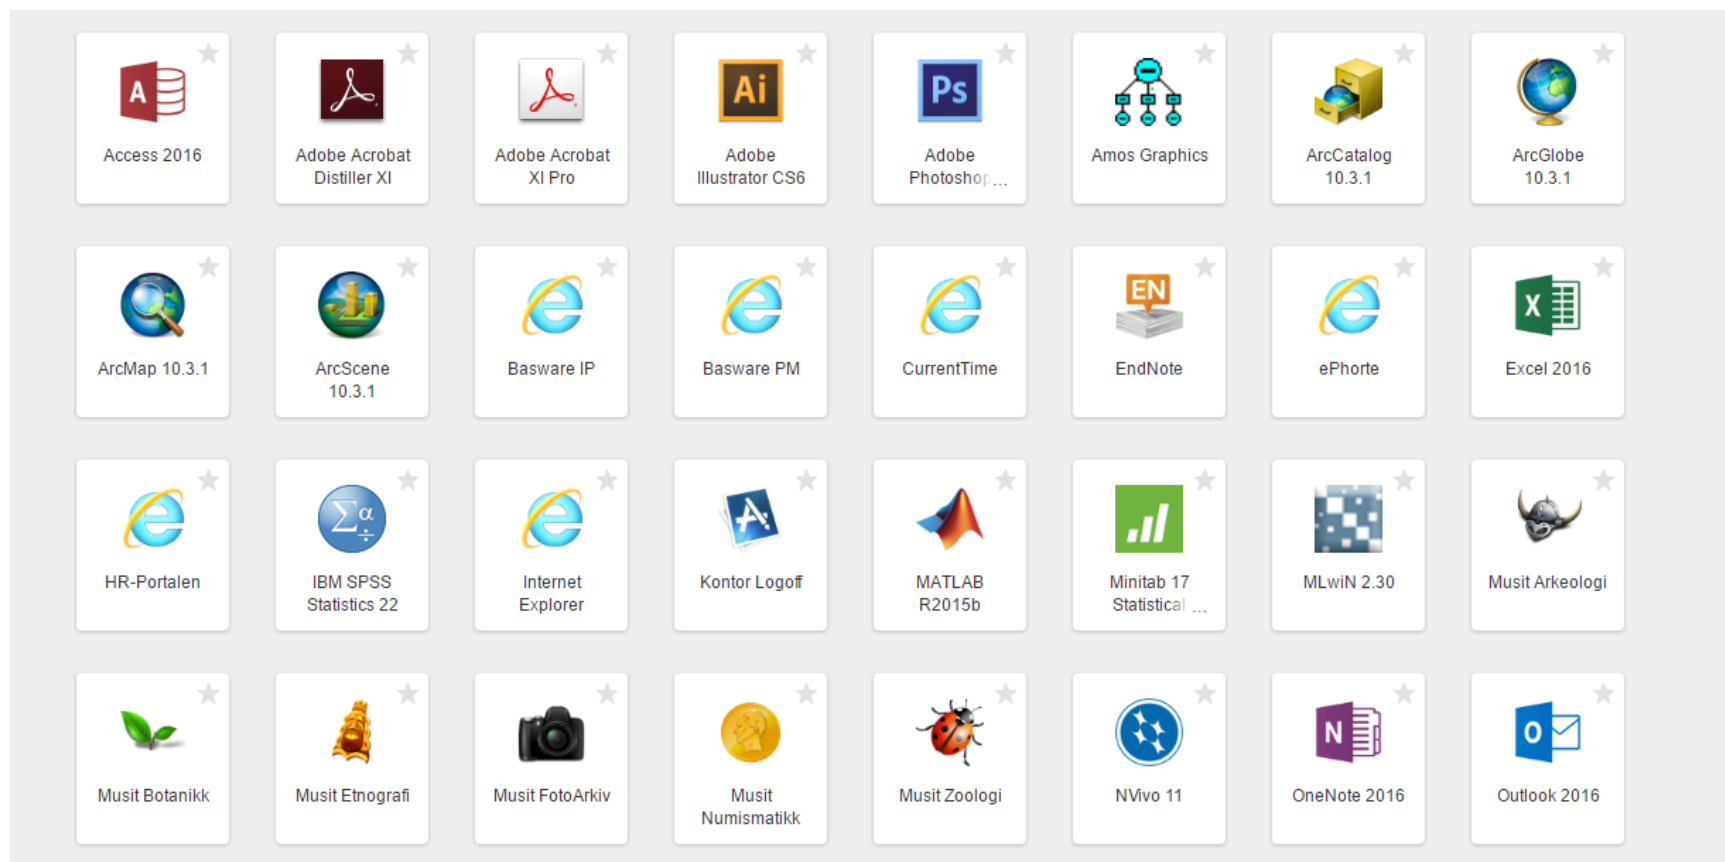 Access 2016
Adobe Acrobat
Distiller XI
Adobe Acrobat
XI Pro
Ai
Adobe
Illustrator CS6
Ps
Adobe
Photoshop...
Amos Graphics
ArcCatalog
10.3.1
ArcGlobe
10.3.1
ArcMap 10.3.1
ArcScene
10.3.1
Basware IP
Basware PM
CurrentTime
EN
EndNote
ePhorte
Excel 2016
HR-Portalen
IBM SPSS
Statistics 22
Internet
Explorer
Kontor Logoff
MATLAB
R2015b
Minitab 17
Statistical ...
MLwiN 2.30
Musit Arkeologi
Musit Botanikk
Musit Etnografi
Musit FotoArkiv
Musit
Numismatikk
Musit Zoologi
NVivo 11
OneNote 2016
Outlook 2016